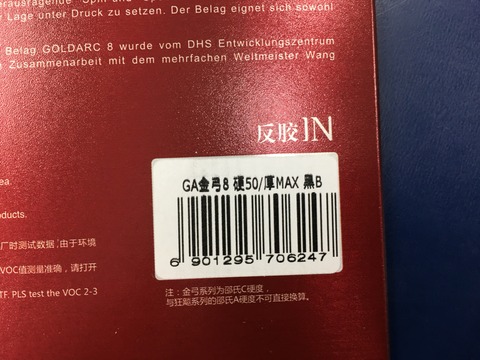 Lage unter Druck zu setzen. Der Belag eignet sich sowohl
Belag GOLDARC 8 wurde vom DHS Entwicklungszentrum
Zusammenarbeit mit dem mehrfachen Weltmeister Wang
反胶IN
GA金弓8 硬50/厚MAX 黑B
6 901295 706247
厂时测试数据,由于环境
VOC值测量准确,请打开
TF. PLS test the VOC 2-3
注:金弓系列为邵氏C硬度,
与狂飚系列的邵氏A硬度不可直接换算。